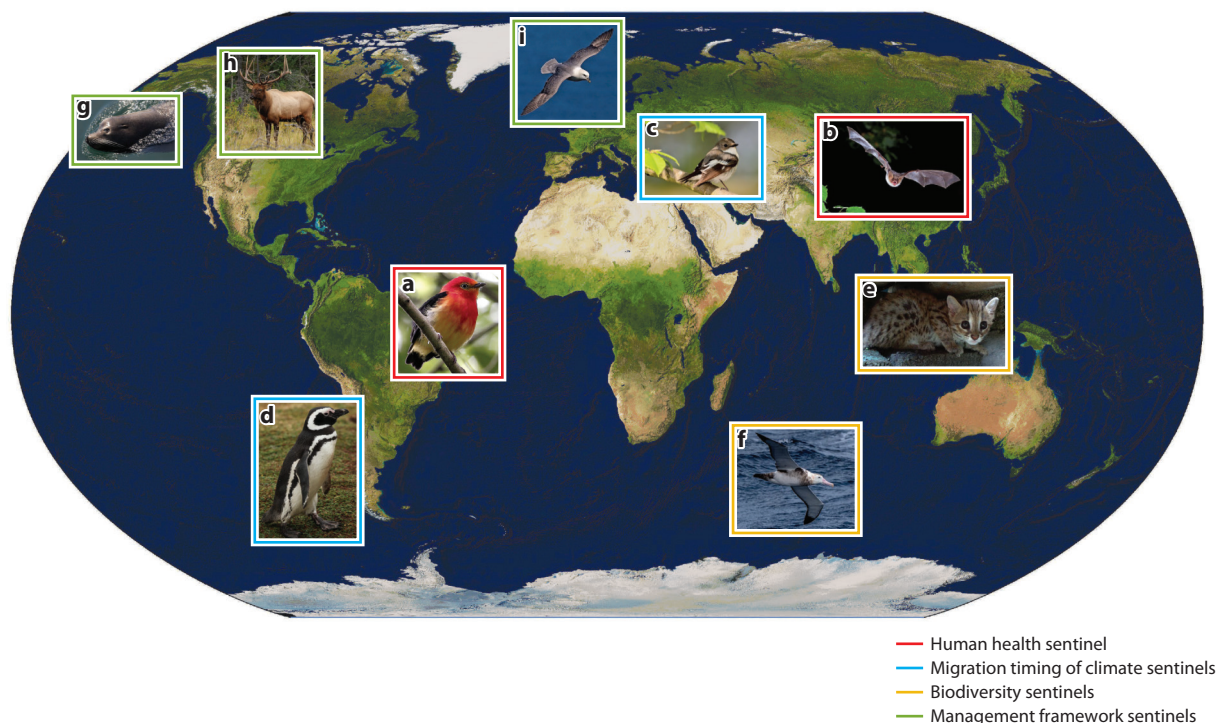 i
h
g
c
b
a
e
d
f
Human health sentinel
Migration timing of climate sentinels
Biodiversity sentinels
Management framework sentinels